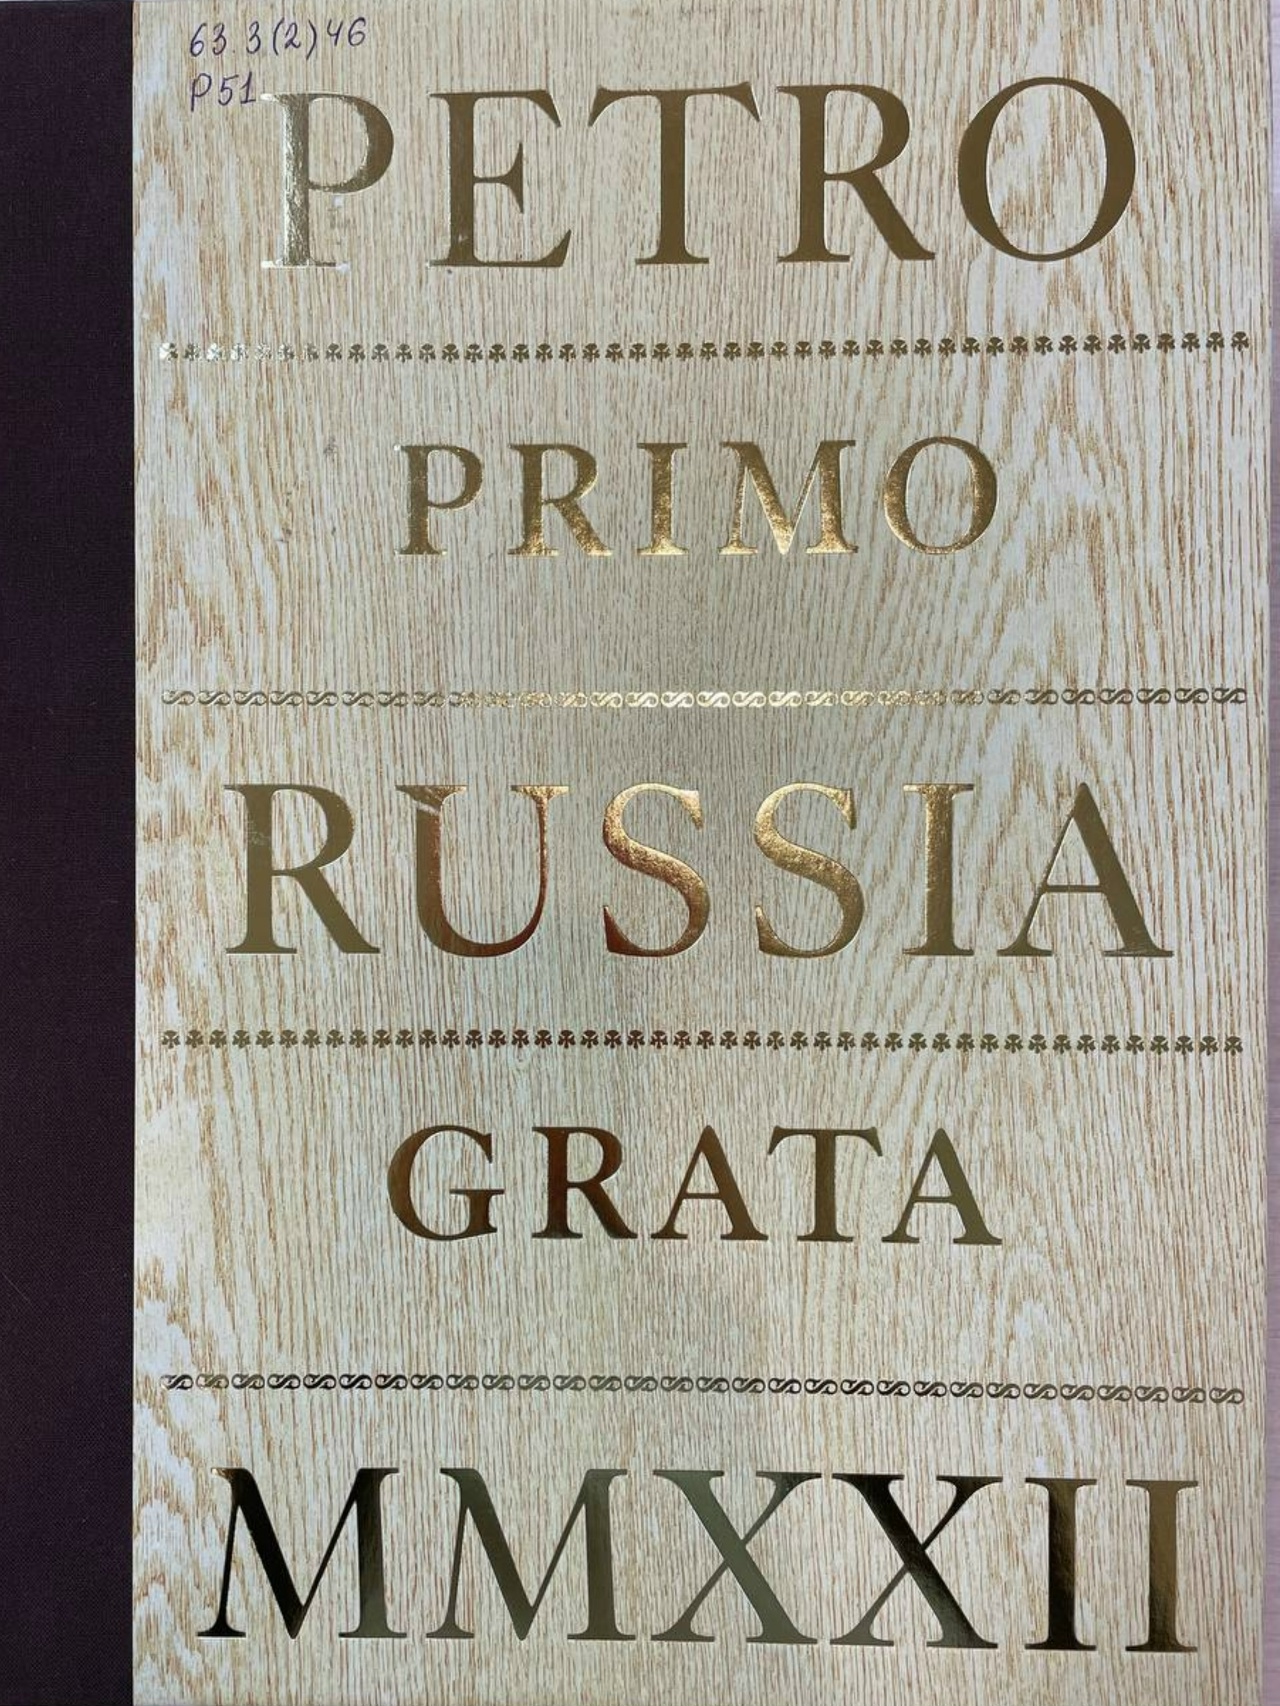 63.3(2)46
P51
PETRO
PRIMO
RUSSIA
GRATA
MMXXII